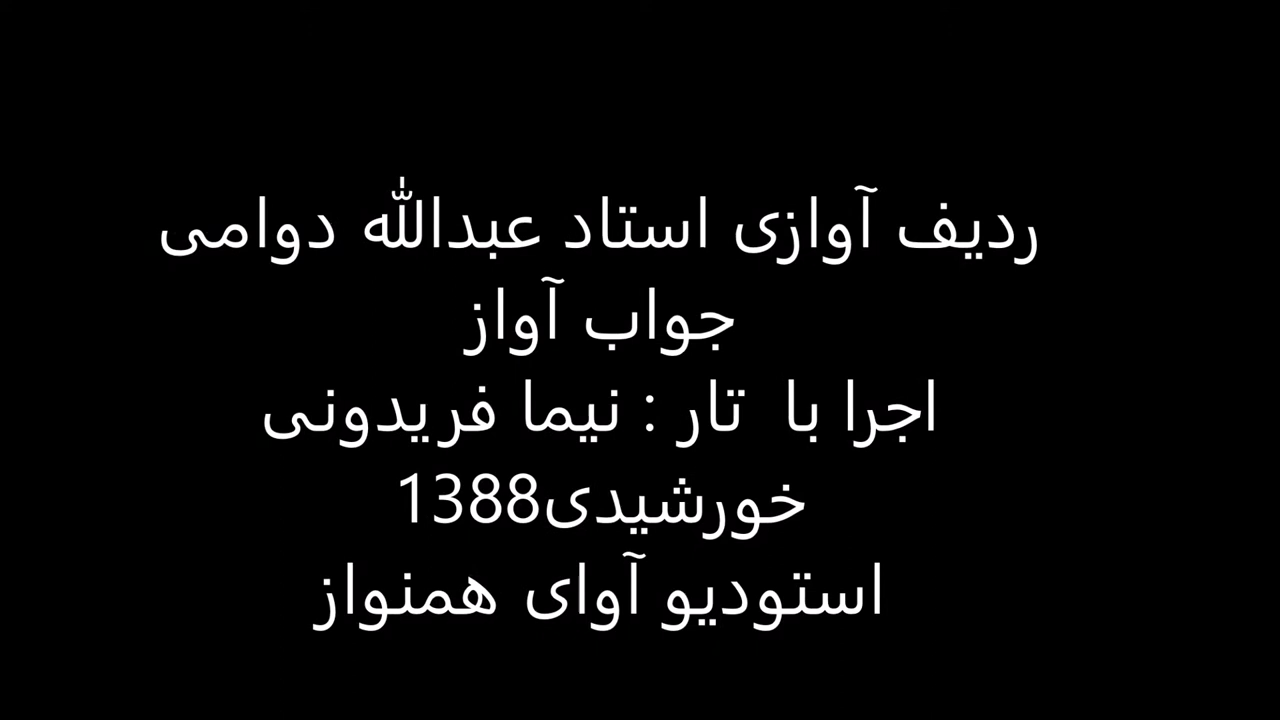 ردیف آوازی استاد عبدالله دوامی
جواب آواز
اجرا با تار : نیما فریدونی
خورشیدی1388
استودیو آوای همنواز